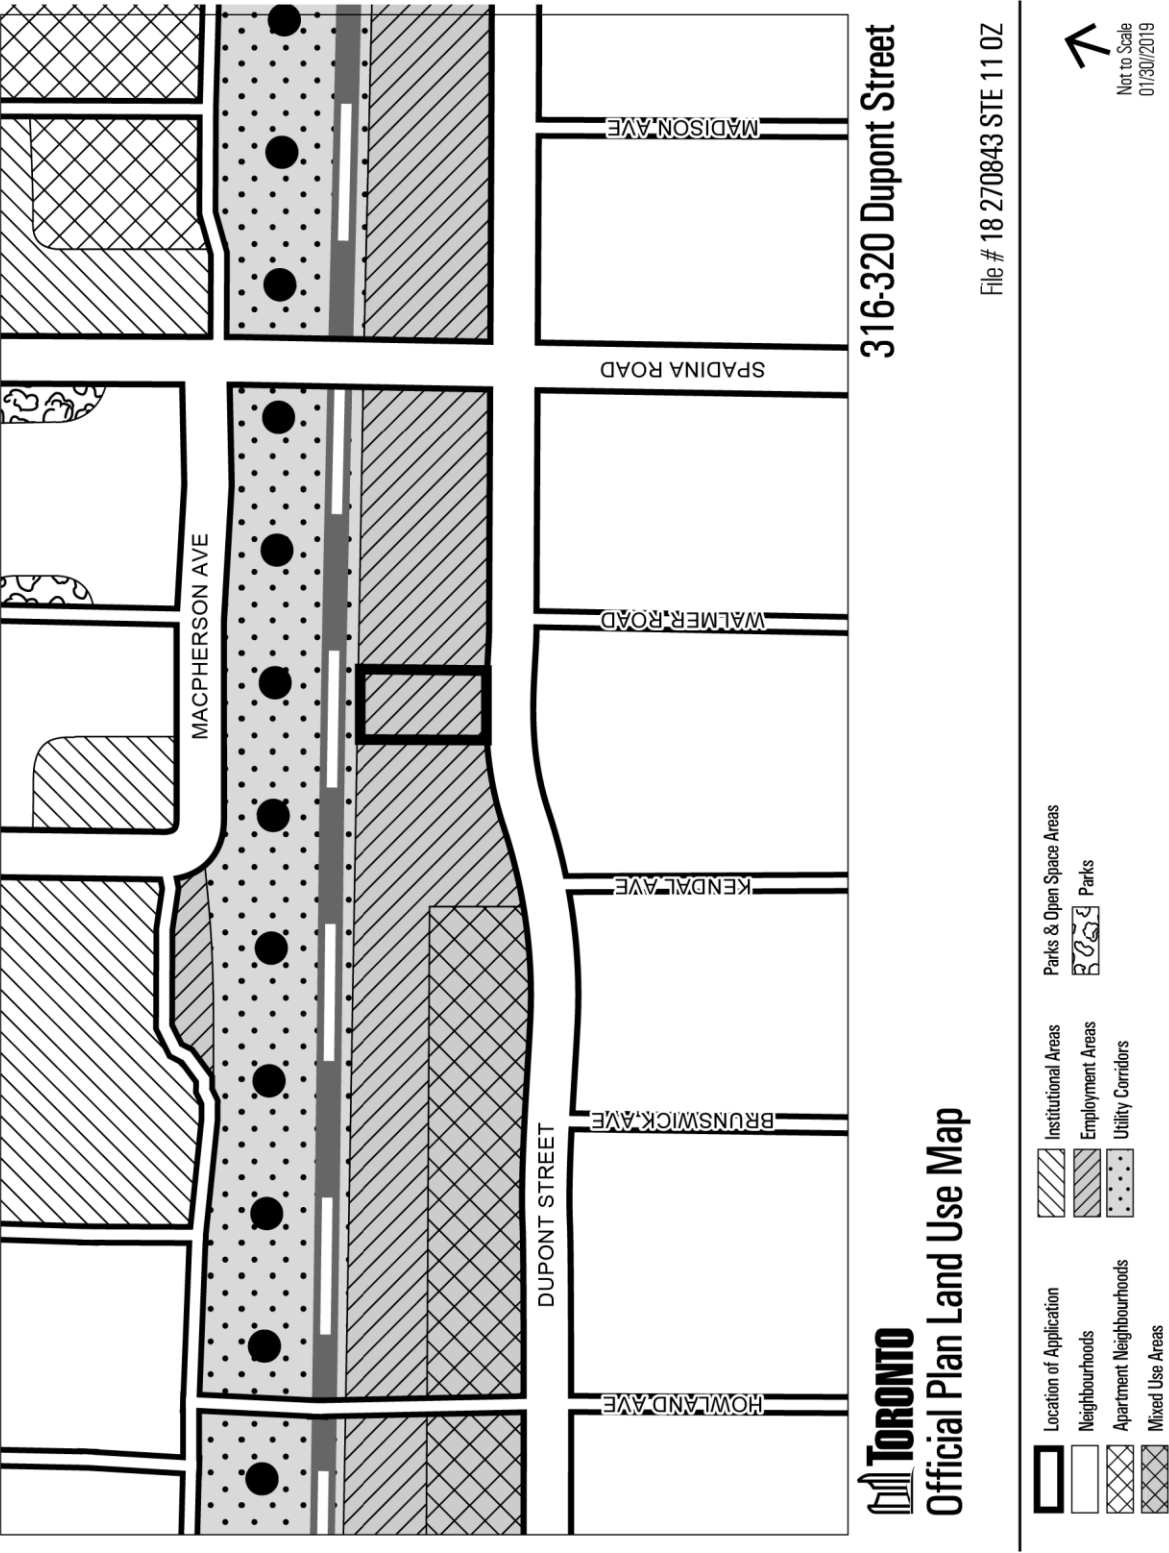 MACPHERSON AVE
MADISON AVE
SPADINA ROAD
WALMER ROAD
KENDAL AVE
BRUNSWICK AVE
HOWLAND AVE
DUPONT STREET
TORONTO
Official Plan Land Use Map
316-320 Dupont Street
File # 18 270843 STE 11 OZ
Location of Application
Neighbourhoods
Apartment Neighbourhoods
Mixed Use Areas
Institutional Areas
Employment Areas
Utility Corridors
Parks & Open Space Areas
Parks
Not to Scale
01/30//2019